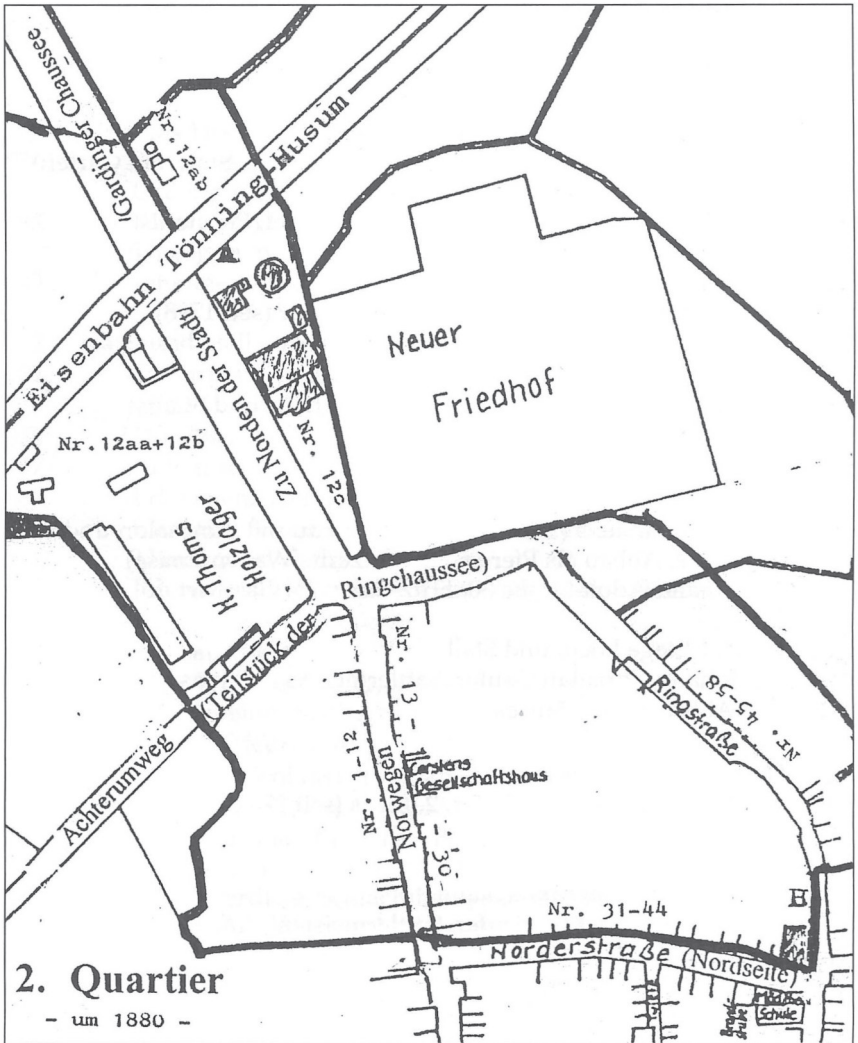 (Gardinger Chaussee
Nr. 12ab
Eisenbahn Tönning-Husum
A
Zu Norden der Stadt)
Neuer
Friedhof
Nr. 12aa+12b
Nr. 12c
H. Thoms
Holzlager
Achterumweg
(Teilstück der
Ringchaussee)
Nr. 1-12
Norwegen
Nr. 13 -
- 30
Carstens
Gesellschaftshaus
Ringstraße
Nr. 45-58
B
Nr. 31-44
Norderstraße (Nordseite)
Schule
2. Quartier
- um 1880 -